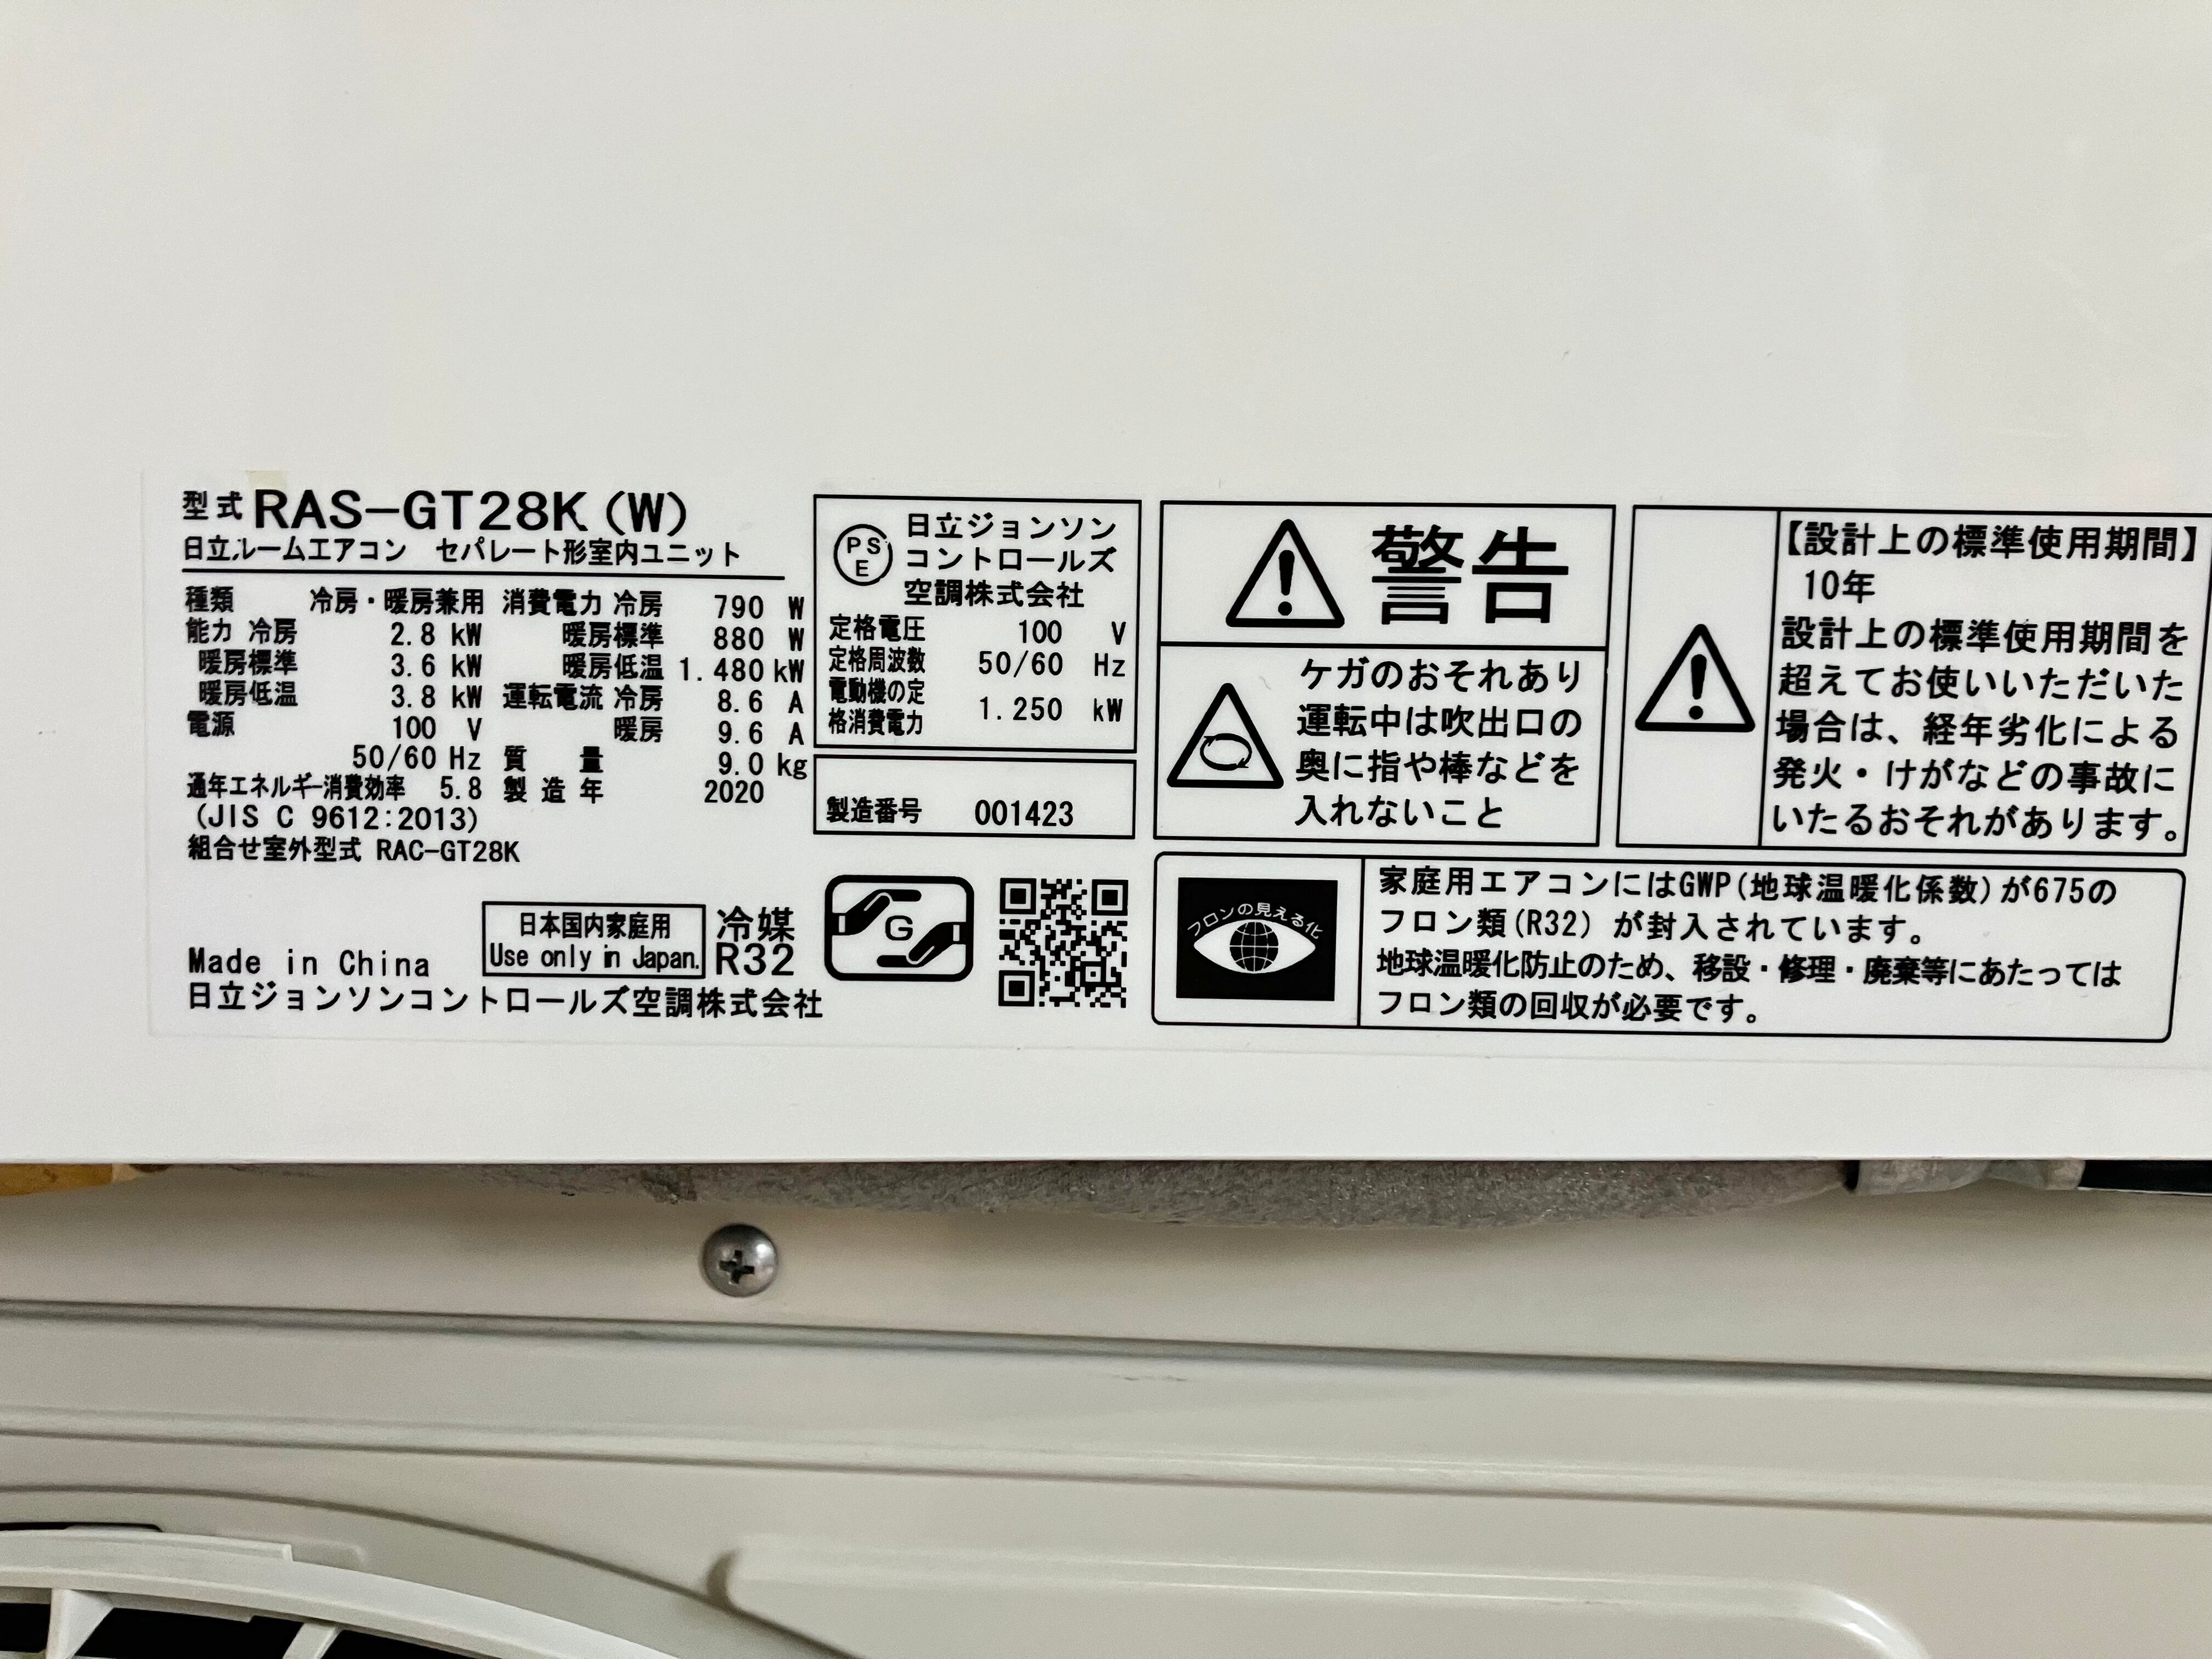 型式 RAS-GT28K(W)
日立ルームエアコン セパレート形室内ユニット
種類 冷房・暖房兼用
能力 冷房 2.8 kW
暖房標準 3.6 kW
暖房低温 3.8 kW
電源 100 V
50/60 Hz
通年エネルギー消費効率 5.8
(JIS C 9612:2013)
組合せ室外型式 RAC-GT28K
消費電力 冷房 790 W
暖房標準 880 W
暖房低温 1.480 kW
運転電流 冷房 8.6 A
暖房 9.6 A
質量 9.0 kg
製造年 2020
日本国内家庭用
Use only in Japan.
冷媒
R32
Made in China
日立ジョンソンコントロールズ空調株式会社
PS
E
日立ジョンソン
コントロールズ
空調株式会社
定格電圧 100 V
定格周波数 50/60 Hz
電動機の定
格消費電力 1.250 kW
製造番号 001423
G
警告
ケガのおそれあり
運転中は吹出口の
奥に指や棒などを
入れないこと
【設計上の標準使用期間】
10年
設計上の標準使用期間を
超えてお使いいただいた
場合は、経年劣化による
発火・けがなどの事故に
いたるおそれがあります。
フロンの見える化
家庭用エアコンにはGWP(地球温暖化係数)が675の
フロン類(R32)が封入されています。
地球温暖化防止のため、移設・修理・廃棄等にあたっては
フロン類の回収が必要です。